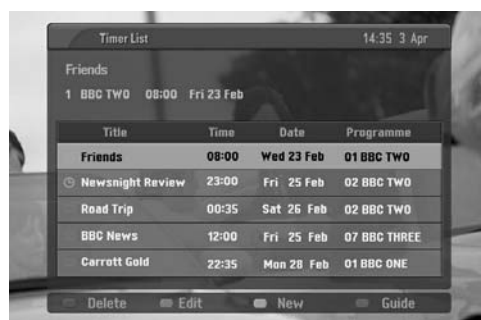 Timer List 14:35 3 Apr
Friends
1 BBC TWO 08:00 Fri 23 Feb
Title Time Date Programme
Friends 08:00 Wed 23 Feb 01 BBC TWO
Newsnight Review 23:00 Fri 25 Feb 02 BBC TWO
Road Trip 00:35 Sat 26 Feb 02 BBC TWO
BBC News 12:00 Fri 25 Feb 07 BBC THREE
Carrott Gold 22:35 Mon 28 Feb 01 BBC ONE
Delete Edit New Guide